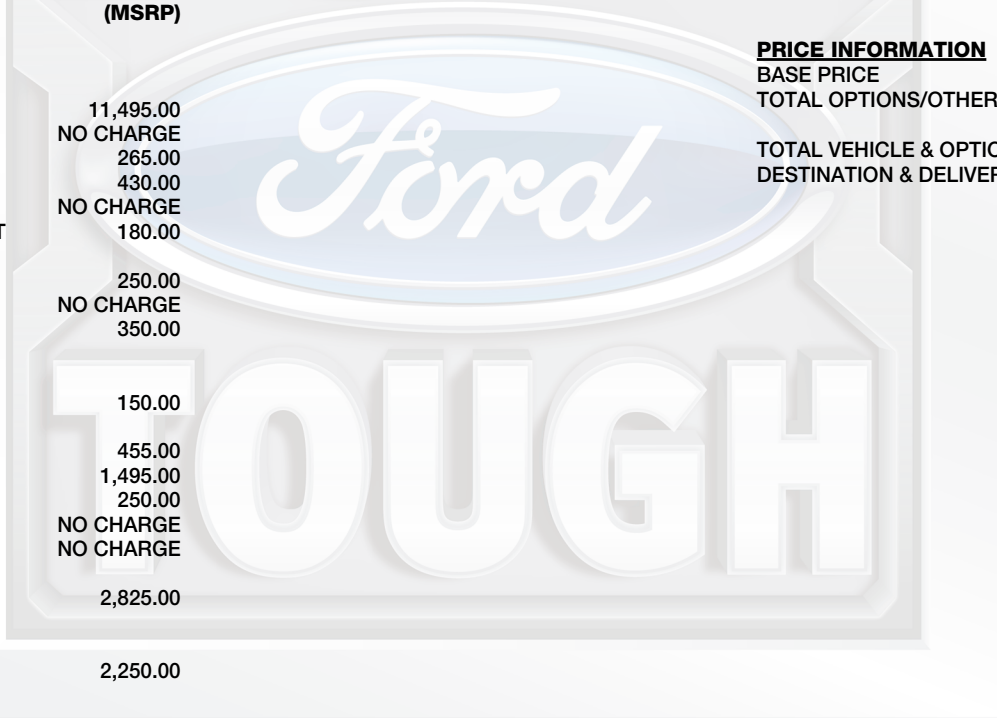 (MSRP)
11,495.00
NO CHARGE
265.00
430.00
NO CHARGE
T 180.00
250.00
NO CHARGE
350.00
150.00
455.00
1,495.00
250.00
NO CHARGE
NO CHARGE
2,825.00
2,250.00
PRICE INFORMATION
BASE PRICE
TOTAL OPTIONS/OTHER
TOTAL VEHICLE & OPTIO
DESTINATION & DELIVER
Ford
TOUGH